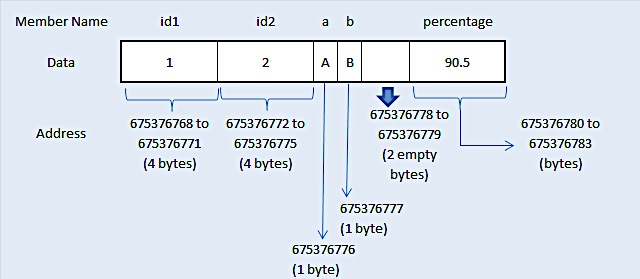 Member Name id1 id2 a b percentage
Data 1 2 A B 90.5
Address
675376768 to
675376771
(4 bytes)
675376772 to
675376775
(4 bytes)
675376778 to
675376779
(2 empty
bytes)
675376780 to
675376783
(bytes)
675376777
(1 byte)
675376776
(1 byte)